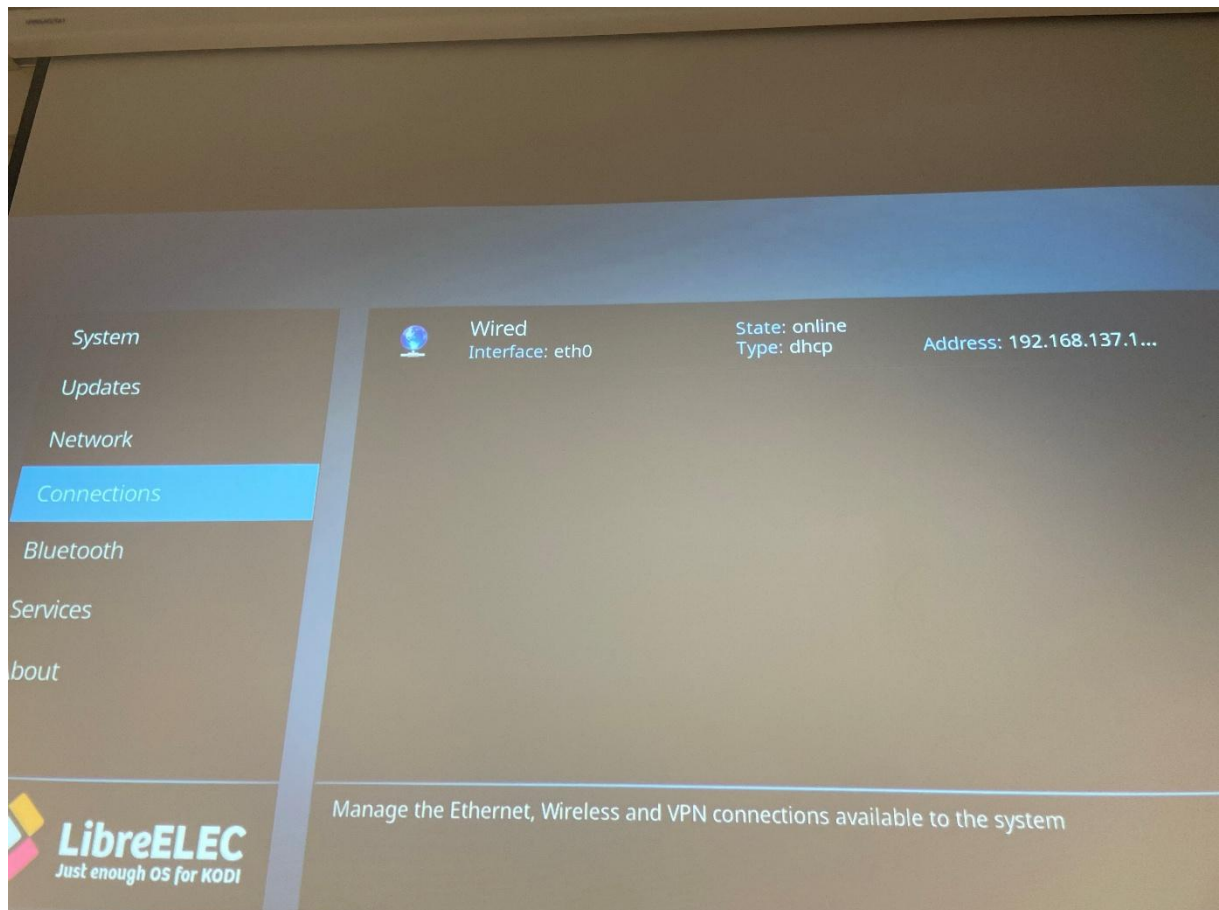 System
Updates
Network
Connections
Bluetooth
Services
bout
Wired
Interface: eth0
State: online
Type: dhcp
Address: 192.168.137.1...
LibreELEC
Just enough OS for KODI
Manage the Ethernet, Wireless and VPN connections available to the system